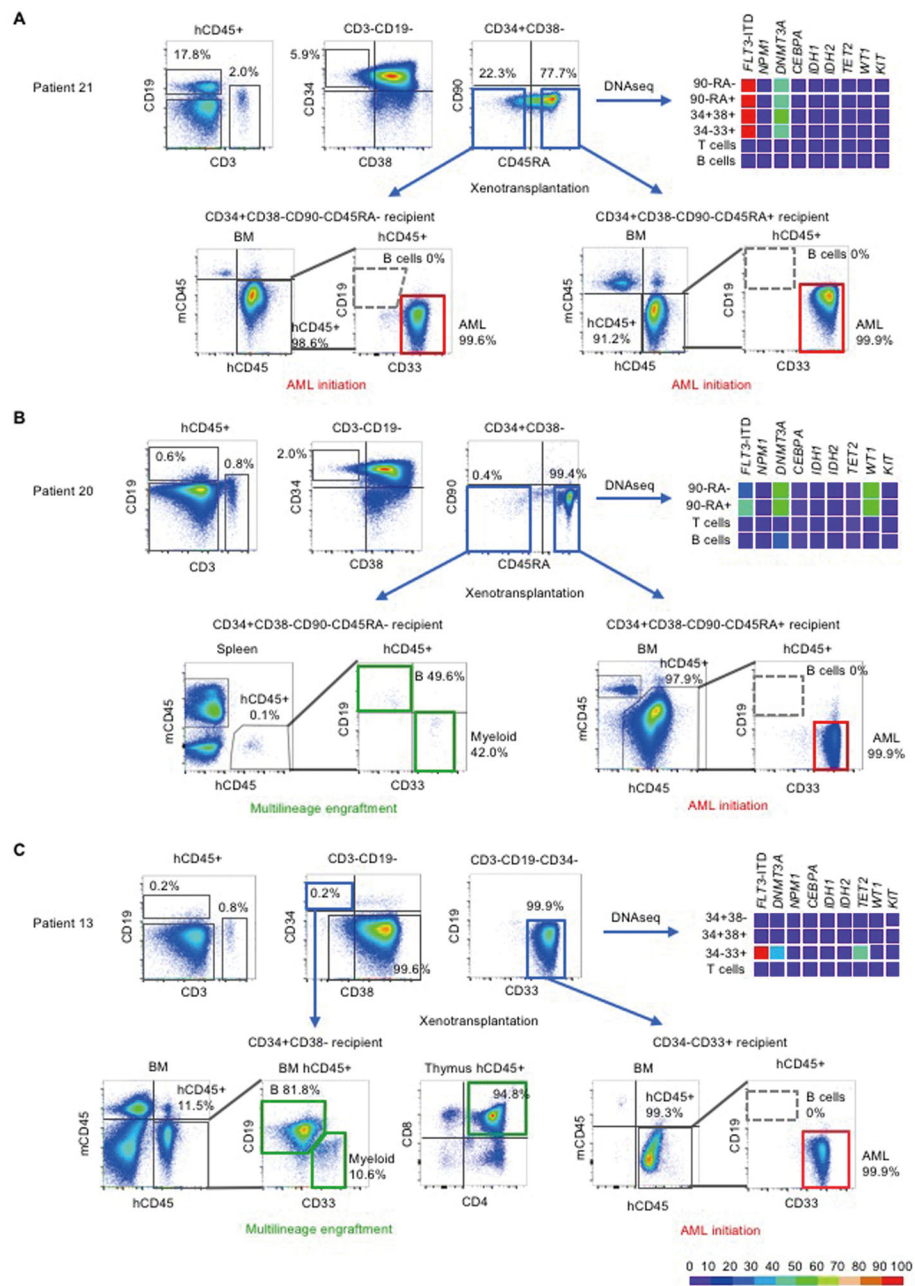 A
hCD45+
CD3-CD19-
CD34+CD38-
Patient 21
17.8%
2.0%
CD19
CD3
5.9%
CD34
CD38
22.3%
77.7%
CD90
CD45RA
DNAseq
FLT3-ITD
NPM1
DNMT3A
CEBPA
IDH1
IDH2
TET2
WT1
KIT
90-RA-
90-RA+
34+38+
34-33+
T cells
B cells
Xenotransplantation
CD34+CD38-CD90-CD45RA- recipient
CD34+CD38-CD90-CD45RA+ recipient
BM
hCD45+
B cells 0%
mCD45
hCD45+
98.6%
hCD45
CD19
CD33
AML
99.6%
AML initiation
BM
hCD45+
B cells 0%
mCD45
hCD45+
91.2%
hCD45
CD19
CD33
AML
99.9%
AML initiation
B
hCD45+
CD3-CD19-
CD34+CD38-
Patient 20
0.6%
0.8%
CD19
CD3
2.0%
CD34
CD38
0.4%
99.4%
CD90
CD45RA
DNAseq
FLT3-ITD
NPM1
DNMT3A
CEBPA
IDH1
IDH2
TET2
WT1
KIT
90-RA-
90-RA+
T cells
B cells
Xenotransplantation
CD34+CD38-CD90-CD45RA- recipient
CD34+CD38-CD90-CD45RA+ recipient
Spleen
hCD45+
mCD45
hCD45+
0.1%
hCD45
B 49.6%
CD19
CD33
Myeloid
42.0%
Multilineage engraftment
BM
hCD45+
hCD45+
97.9%
mCD45
hCD45
B cells 0%
CD19
CD33
AML
99.9%
AML initiation
C
hCD45+
CD3-CD19-
CD3-CD19-CD34-
Patient 13
0.2%
0.8%
CD19
CD3
0.2%
CD34
99.6%
CD38
99.9%
CD19
CD33
DNAseq
FLT3-ITD
DNMT3A
NPM1
CEBPA
IDH1
IDH2
TET2
WT1
KIT
34+38-
34+38+
34-33+
T cells
Xenotransplantation
CD34+CD38- recipient
CD34-CD33+ recipient
BM
BM hCD45+
Thymus hCD45+
hCD45+
11.5%
mCD45
hCD45
B 81.8%
CD19
CD33
Myeloid
10.6%
94.8%
CD8
CD4
Multilineage engraftment
BM
hCD45+
hCD45+
99.3%
mCD45
hCD45
B cells
0%
CD19
CD33
AML
99.9%
AML initiation
0 10 20 30 40 50 60 70 80 90 100